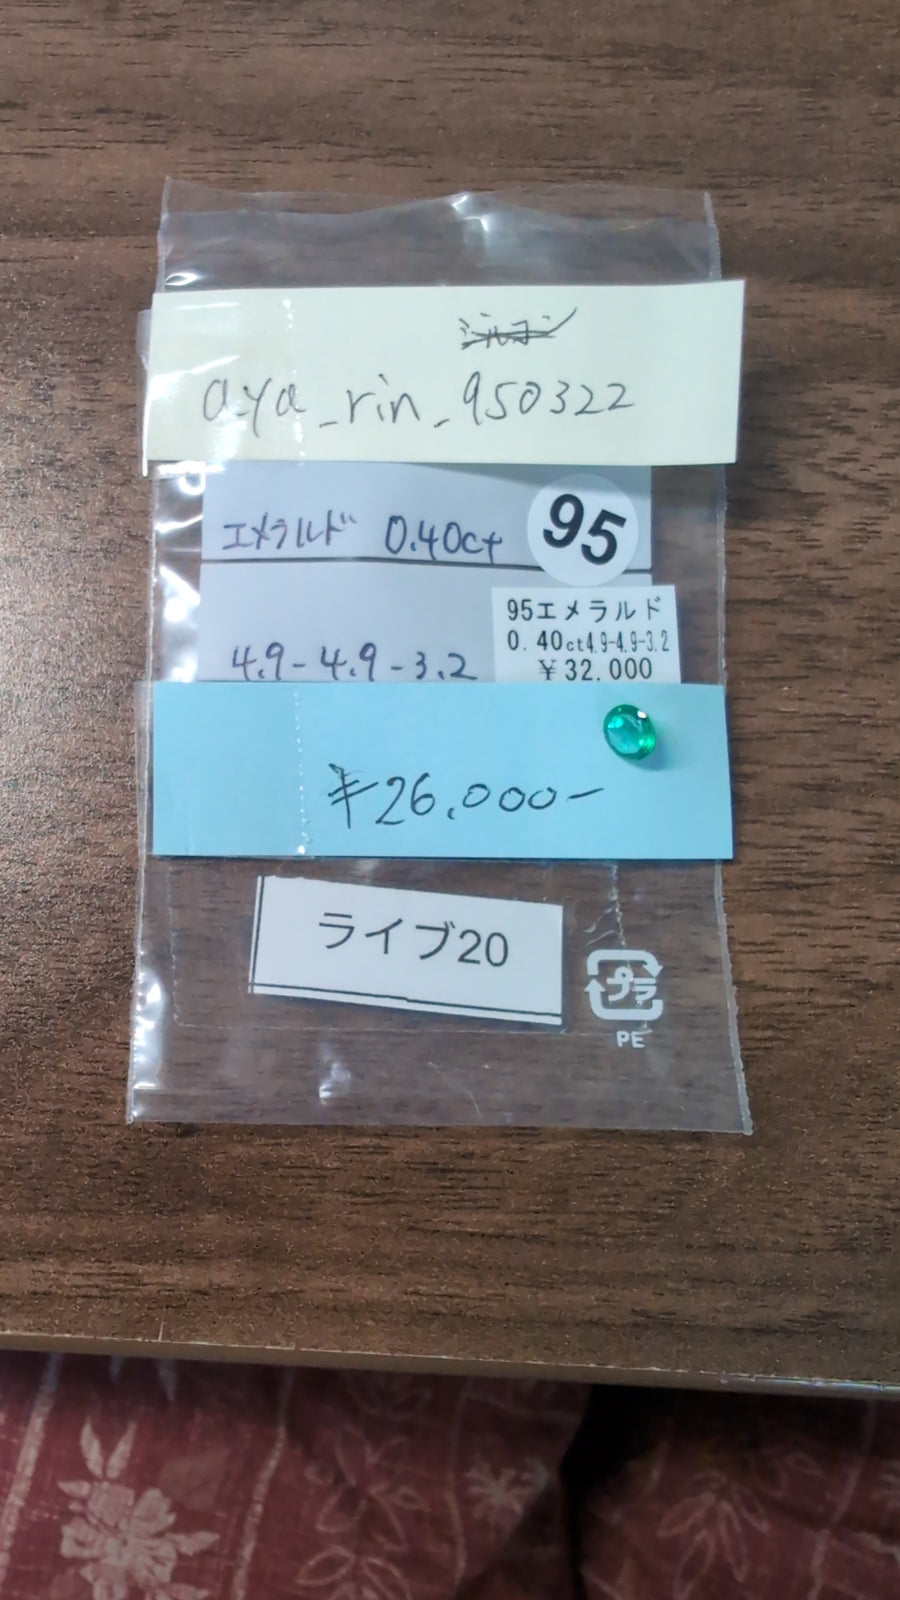 ジルコン
aya_rin_950322
エメラルド 0.40ct
95
4.9-4.9-3.2
95エメラルド
0.40ct4.9-4.9-3.2
¥32,000
¥26,000-
ライブ20
プラ
PE